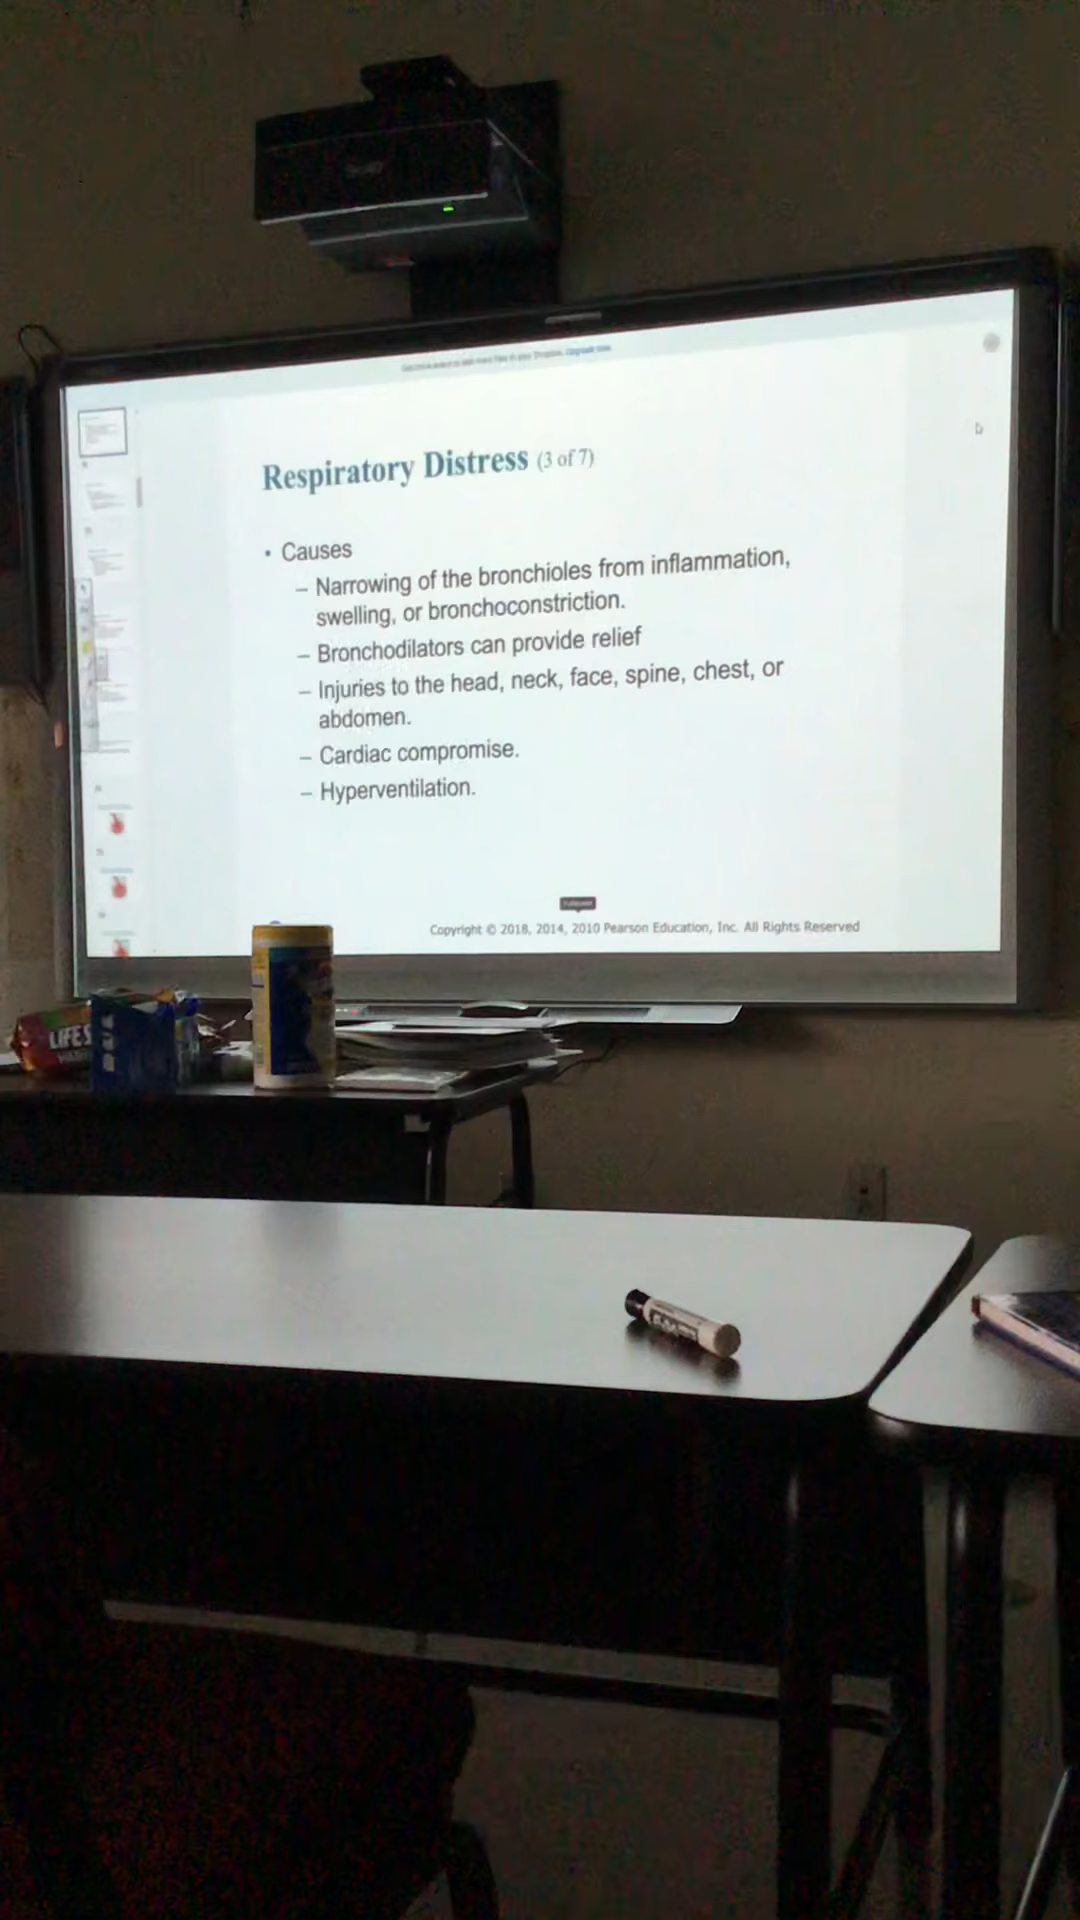 Respiratory Distress (3 of 7)
• Causes
– Narrowing of the bronchioles from inflammation,
swelling, or bronchoconstriction.
– Bronchodilators can provide relief
– Injuries to the head, neck, face, spine, chest, or
abdomen.
– Cardiac compromise.
– Hyperventilation.
Copyright © 2018, 2014, 2010 Pearson Education, Inc. All Rights Reserved
LIFES